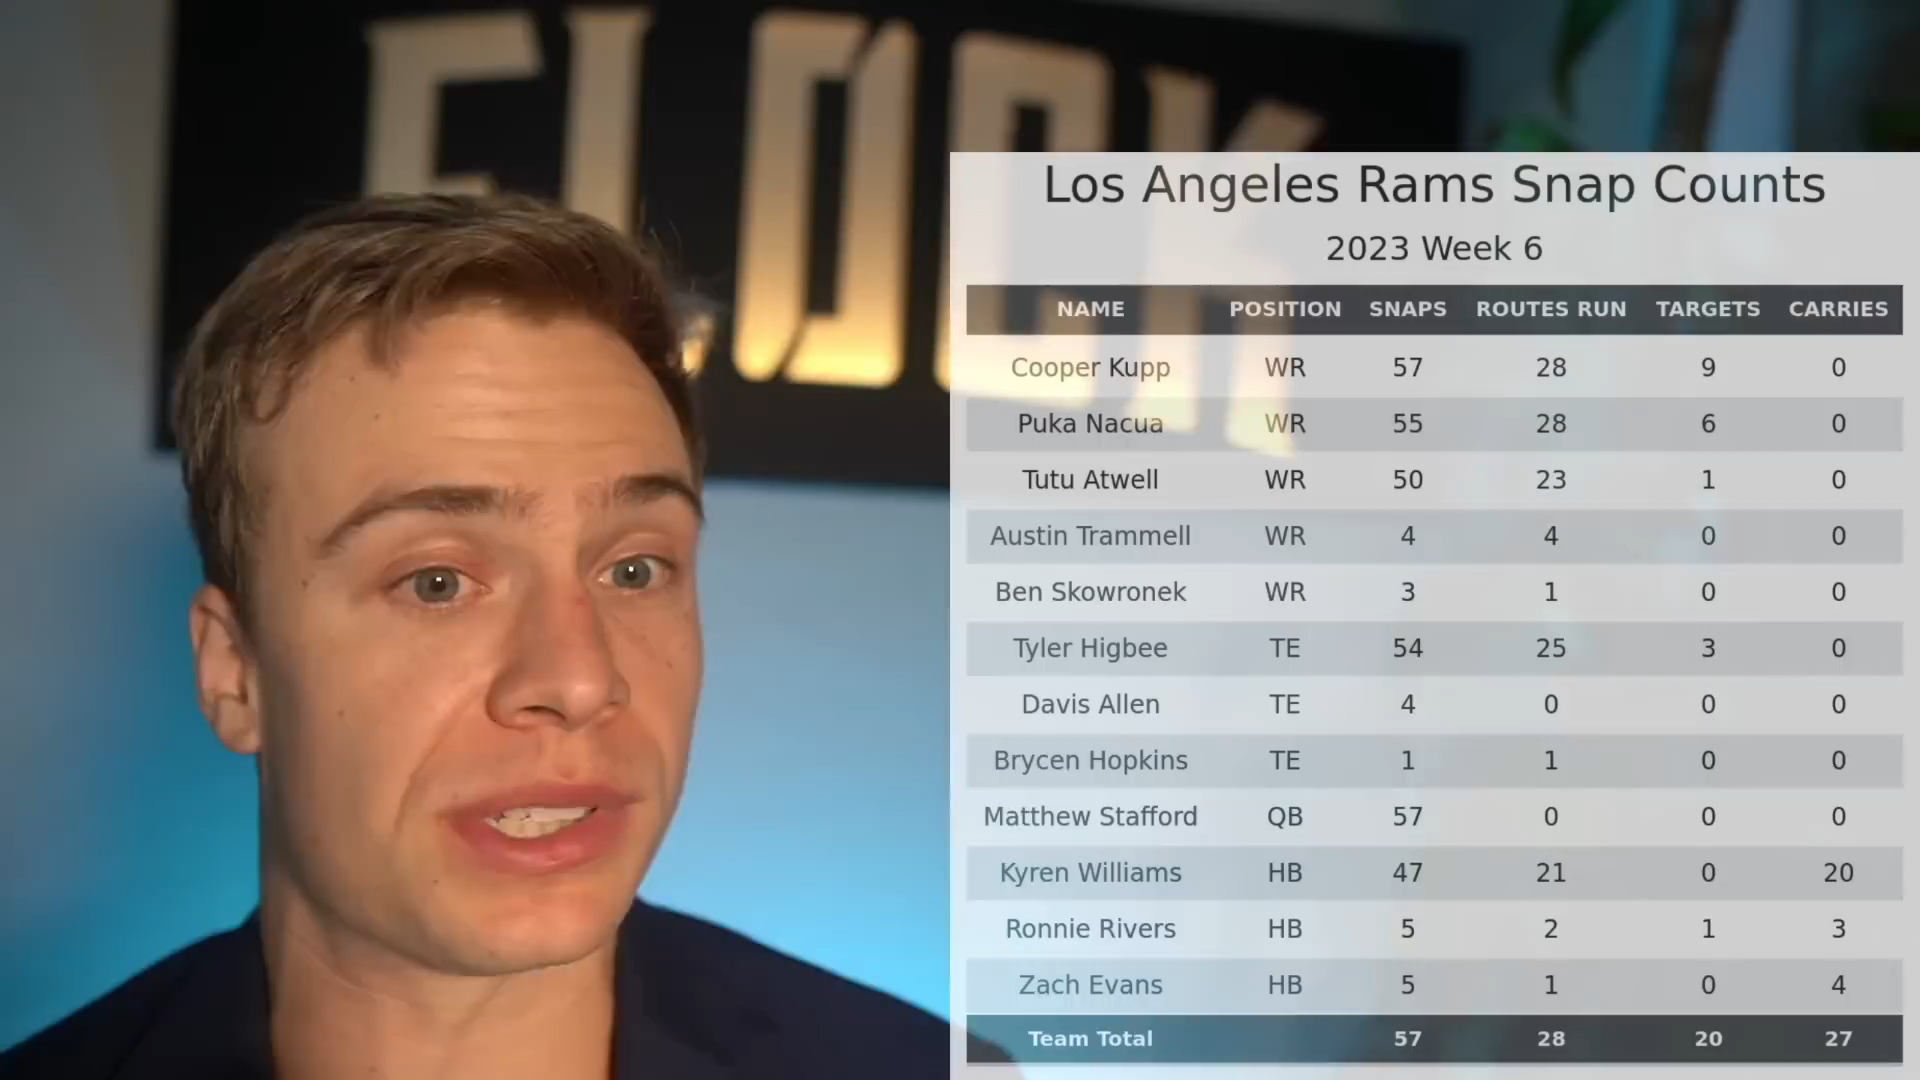 FLOCK
Los Angeles Rams Snap Counts
2023 Week 6
NAME POSITION SNAPS ROUTES RUN TARGETS CARRIES
Cooper Kupp WR 57 28 9 0
Puka Nacua WR 55 28 6 0
Tutu Atwell WR 50 23 1 0
Austin Trammell WR 4 4 0 0
Ben Skowronek WR 3 1 0 0
Tyler Higbee TE 54 25 3 0
Davis Allen TE 4 0 0 0
Brycen Hopkins TE 1 1 0 0
Matthew Stafford QB 57 0 0 0
Kyren Williams HB 47 21 0 20
Ronnie Rivers HB 5 2 1 3
Zach Evans HB 5 1 0 4
Team Total 57 28 20 27